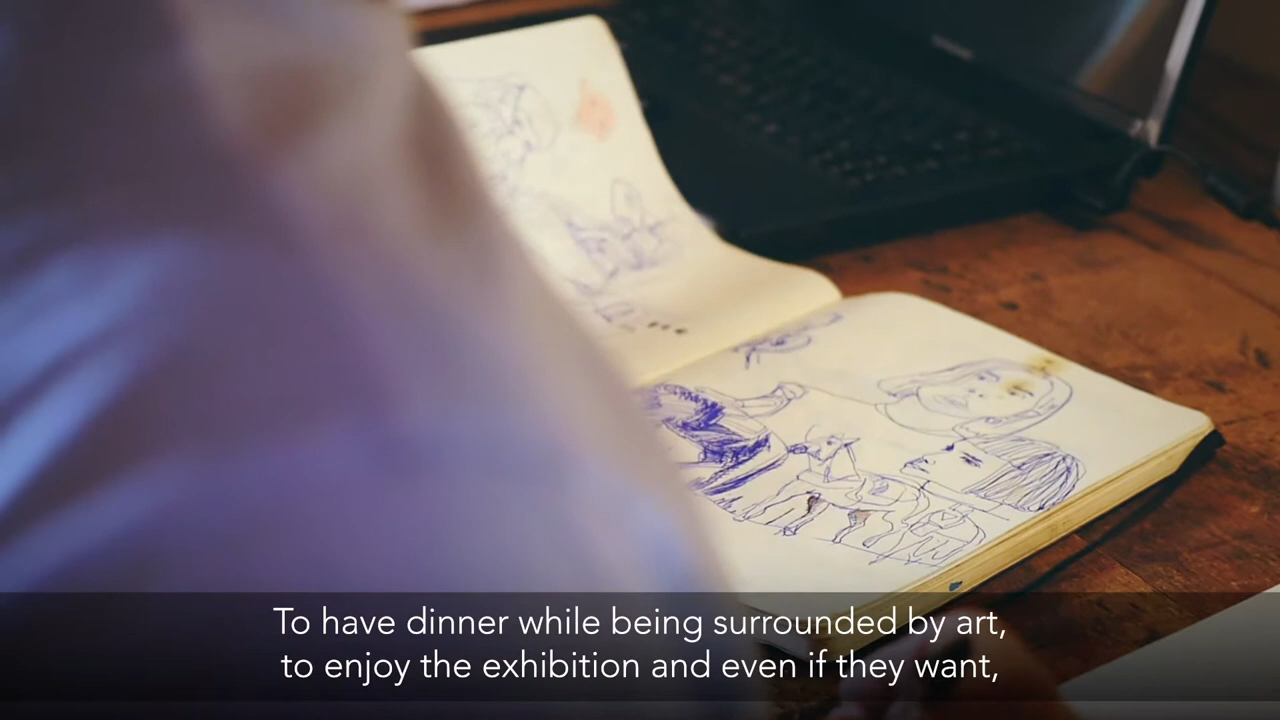 To have dinner while being surrounded by art,
to enjoy the exhibition and even if they want,